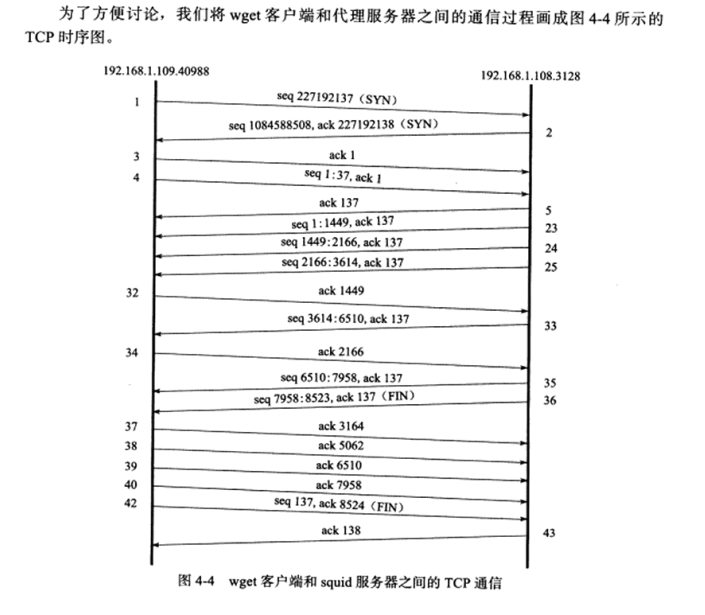 为了方便讨论，我们将 wget 客户端和代理服务器之间的通信过程画成图 4-4 所示的
TCP 时序图。
192.168.1.109.40988
192.168.1.108.3128
1
seq 227192137（SYN）
seq 1084588508, ack 227192138（SYN）
2
3
ack 1
4
seq 1:37, ack 1
ack 137
5
seq 1:1449, ack 137
23
seq 1449:2166, ack 137
24
seq 2166:3614, ack 137
25
32
ack 1449
seq 3614:6510, ack 137
33
34
ack 2166
seq 6510:7958, ack 137
35
seq 7958:8523, ack 137（FIN）
36
37
ack 3164
38
ack 5062
39
ack 6510
40
ack 7958
42
seq 137, ack 8524（FIN）
ack 138
43
图 4-4 wget 客户端和 squid 服务器之间的 TCP 通信